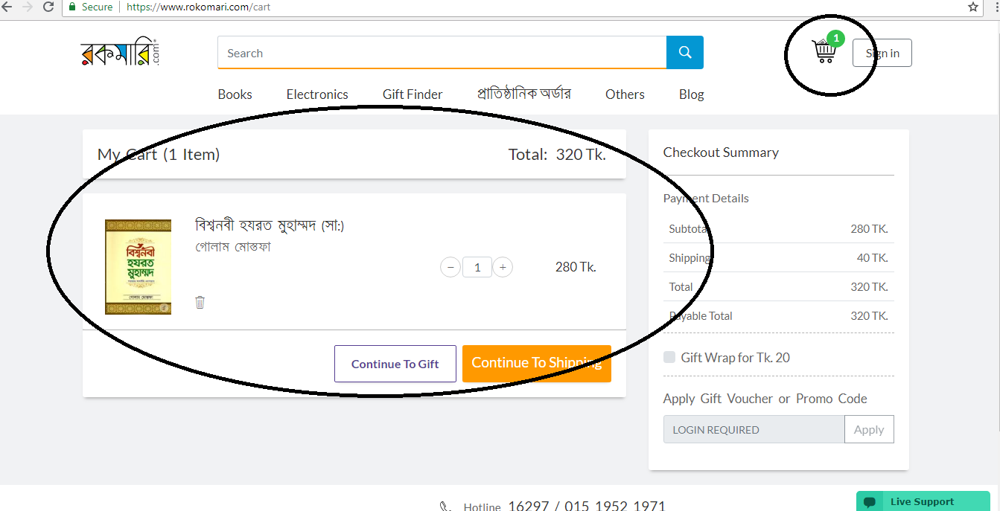 Secure https://www.rokomari.com/cart
রকমারি.com
Search
1
Sign in
Books Electronics Gift Finder প্রাতিষ্ঠানিক অর্ডার Others Blog
My Cart (1 Item) Total: 320 Tk.
বিশ্বনবী হযরত মুহাম্মদ (সা:)
গোলাম মোস্তফা
1 280 Tk.
বিশ্বনবী
হযরত
মুহাম্মদ
গোলাম মোস্তফা
Continue To Gift Continue To Shipping
Checkout Summary
Payment Details
Subtotal 280 TK.
Shipping 40 TK.
Total 320 TK.
Payable Total 320 TK.
Gift Wrap for Tk. 20
Apply Gift Voucher or Promo Code
LOGIN REQUIRED Apply
Hotline 16297 / 015 1952 1971
Live Support